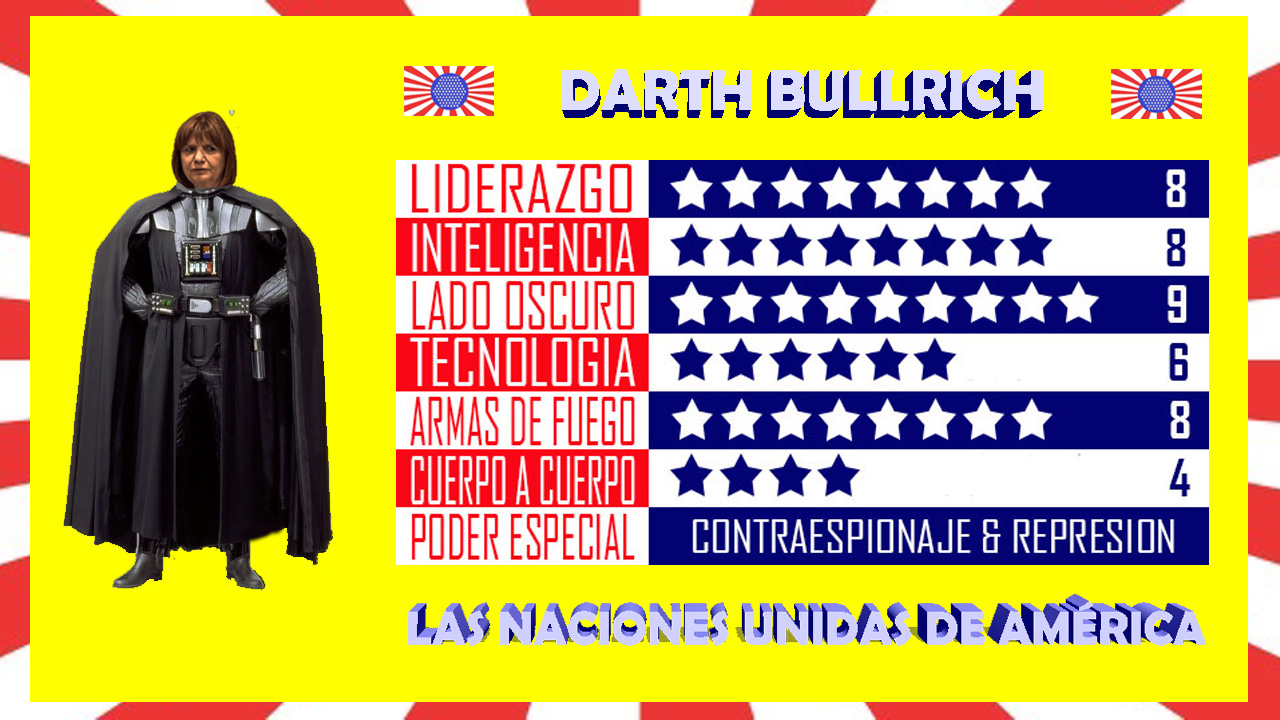 DARTH BULLRICH
LIDERAZGO 8
INTELIGENCIA 8
LADO OSCURO 9
TECNOLOGIA 6
ARMAS DE FUEGO 8
CUERPO A CUERPO 4
PODER ESPECIAL CONTRAESPIONAJE & REPRESION
LAS NACIONES UNIDAS DE AMÉRICA